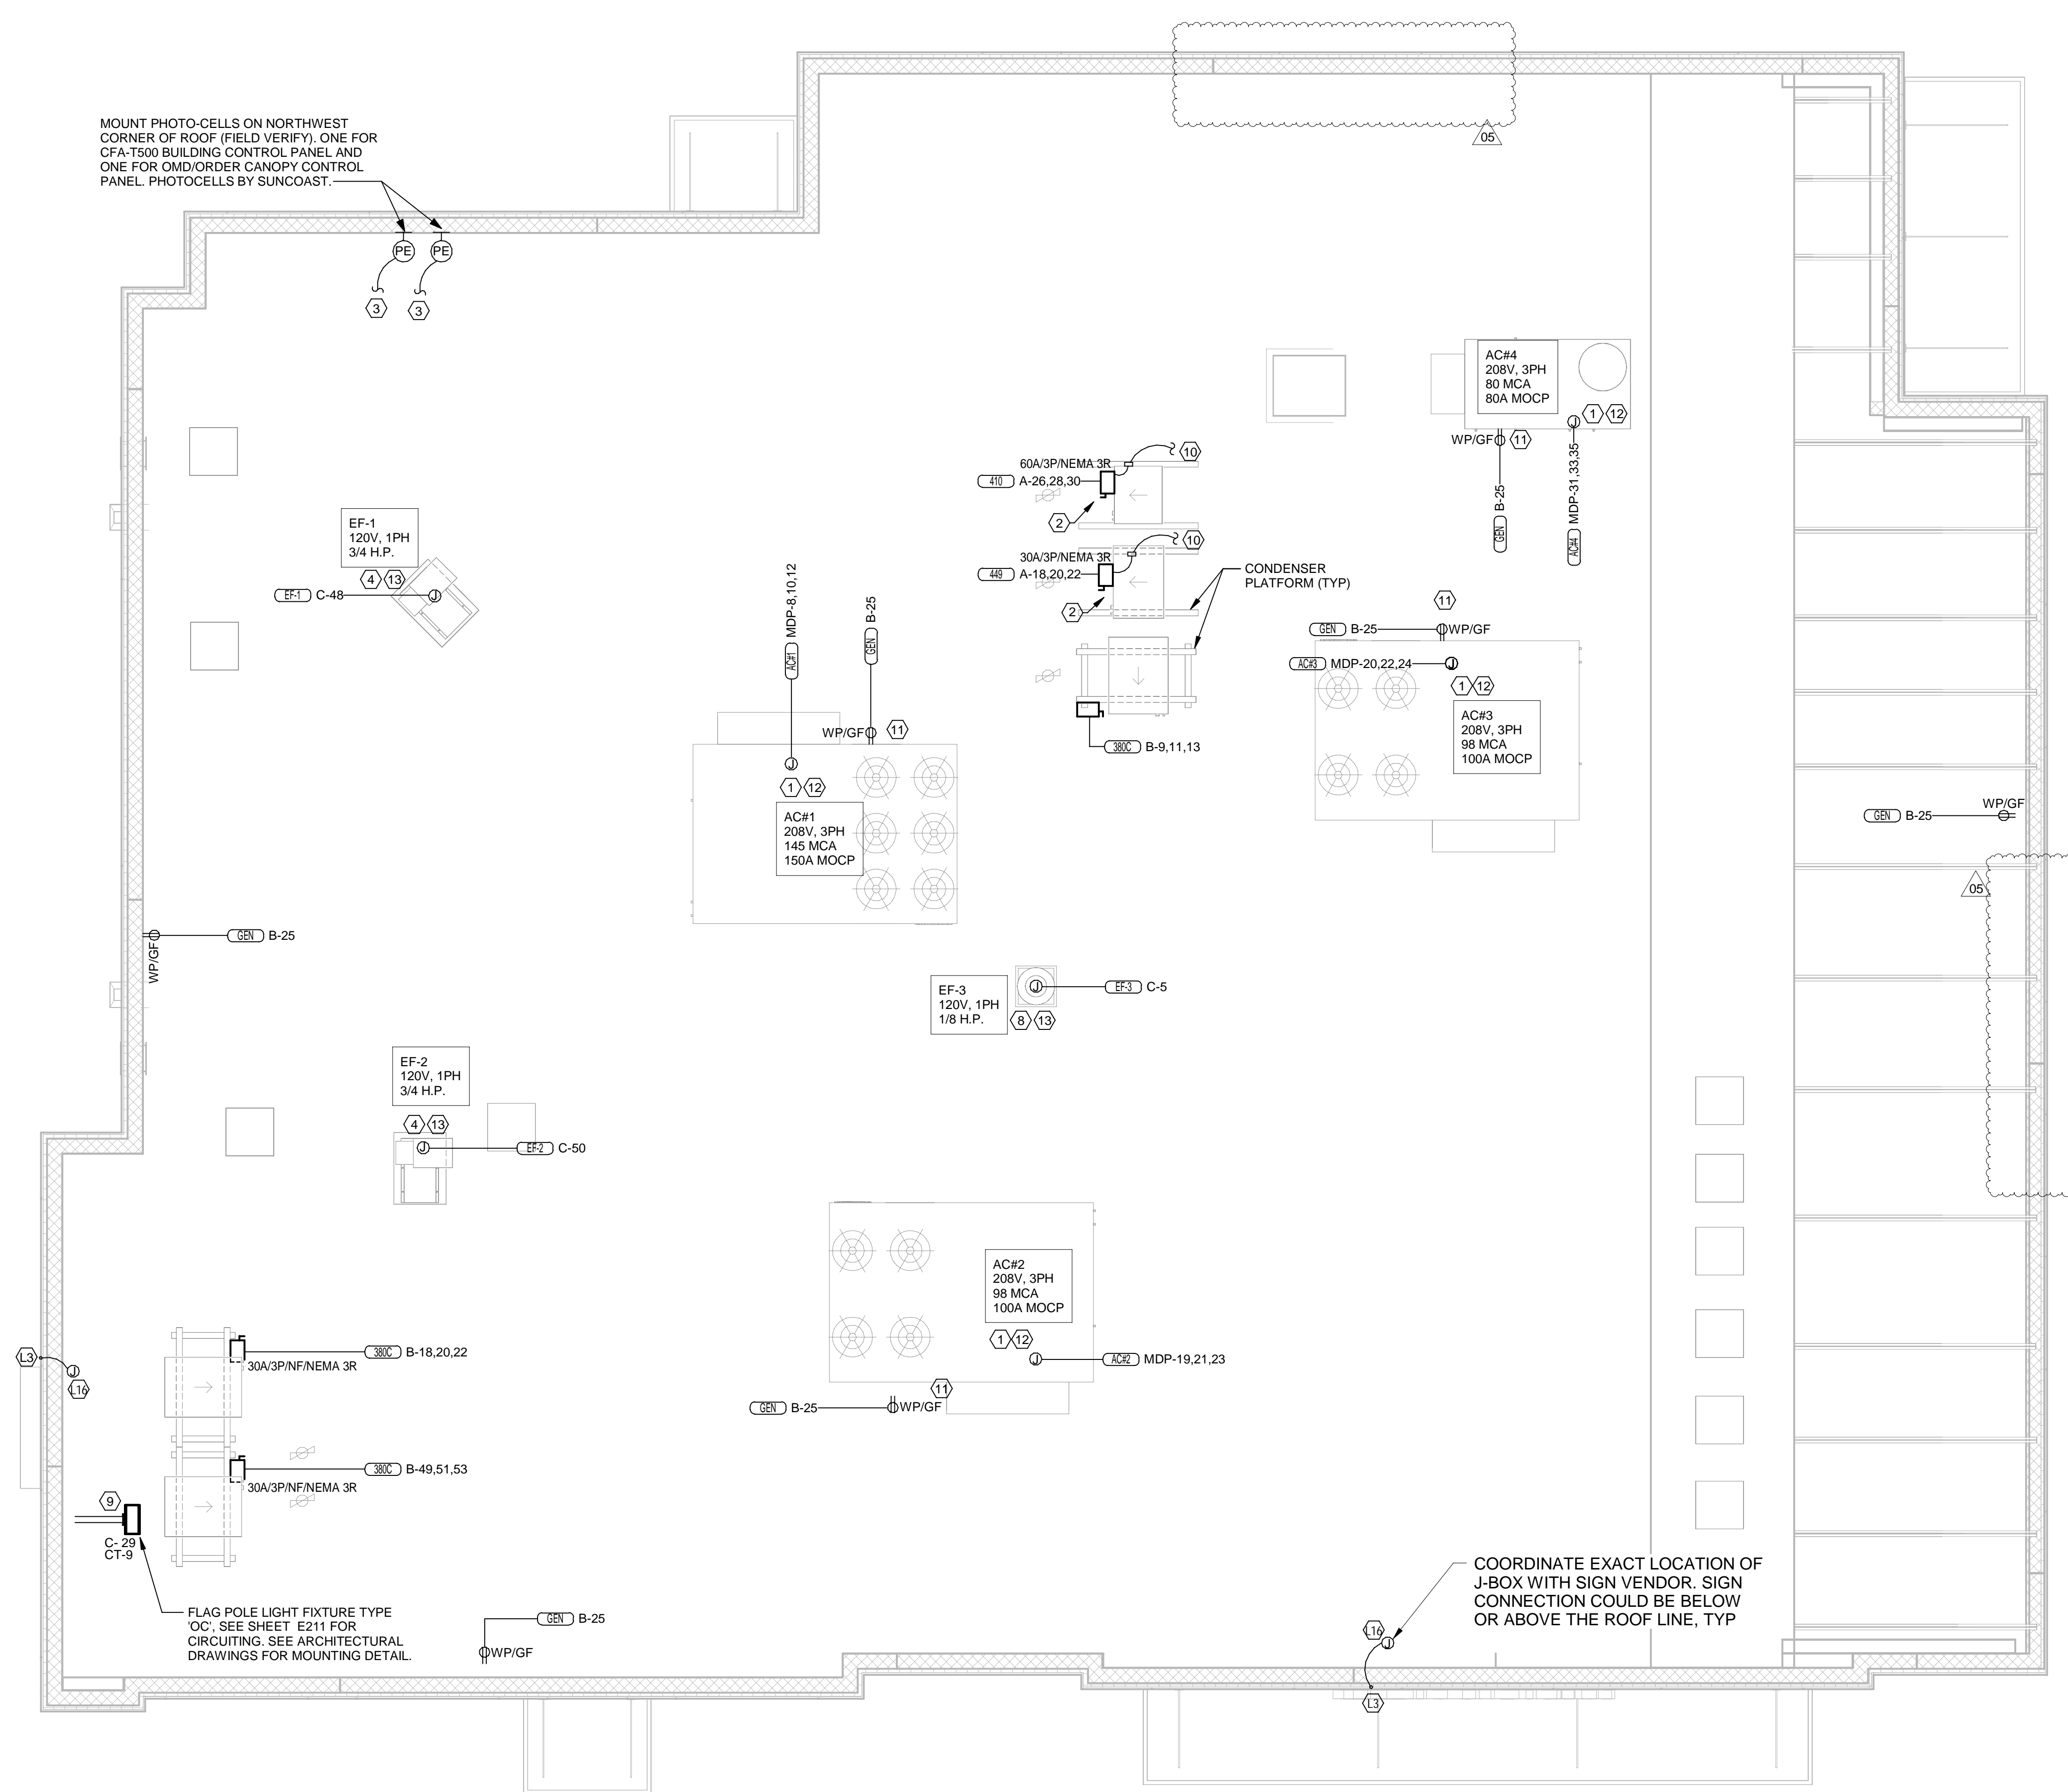 05
MOUNT PHOTO-CELLS ON NORTHWEST
CORNER OF ROOF (FIELD VERIFY). ONE FOR
CFA-T500 BUILDING CONTROL PANEL AND
ONE FOR OMD/ORDER CANOPY CONTROL
PANEL. PHOTOCELLS BY SUNCOAST.
PE
PE
3
3
AC#4
208V, 3PH
80 MCA
80A MOCP
1
12
WP/GF
11
GEN B-25
AC#4 MDP-31,33,35
10
60A/3P/NEMA 3R
410 A-26,28,30
2
10
30A/3P/NEMA 3R
449 A-18,20,22
2
CONDENSER
PLATFORM (TYP)
380C B-9,11,13
EF-1
120V, 1PH
3/4 H.P.
4
13
EF-1 C-48
J
AC#1 MDP-8,10,12
GEN B-25
WP/GF
11
J
1
12
AC#1
208V, 3PH
145 MCA
150A MOCP
11
GEN B-25 WP/GF
AC#3 MDP-20,22,24
J
1
12
AC#3
208V, 3PH
98 MCA
100A MOCP
WP/GF
GEN B-25
05
GEN B-25
WP/GF
EF-3
120V, 1PH
1/8 H.P.
J
EF-3 C-5
8
13
EF-2
120V, 1PH
3/4 H.P.
4
13
J
EF-2 C-50
AC#2
208V, 3PH
98 MCA
100A MOCP
1
12
J
AC#2 MDP-19,21,23
11
GEN B-25 WP/GF
L3
J
L16
380C B-18,20,22
30A/3P/NF/NEMA 3R
380C B-49,51,53
30A/3P/NF/NEMA 3R
9
C- 29
CT-9
FLAG POLE LIGHT FIXTURE TYPE
'OC', SEE SHEET E211 FOR
CIRCUITING. SEE ARCHITECTURAL
DRAWINGS FOR MOUNTING DETAIL.
GEN B-25
WP/GF
COORDINATE EXACT LOCATION OF
J-BOX WITH SIGN VENDOR. SIGN
CONNECTION COULD BE BELOW
OR ABOVE THE ROOF LINE, TYP
L16
J
L3